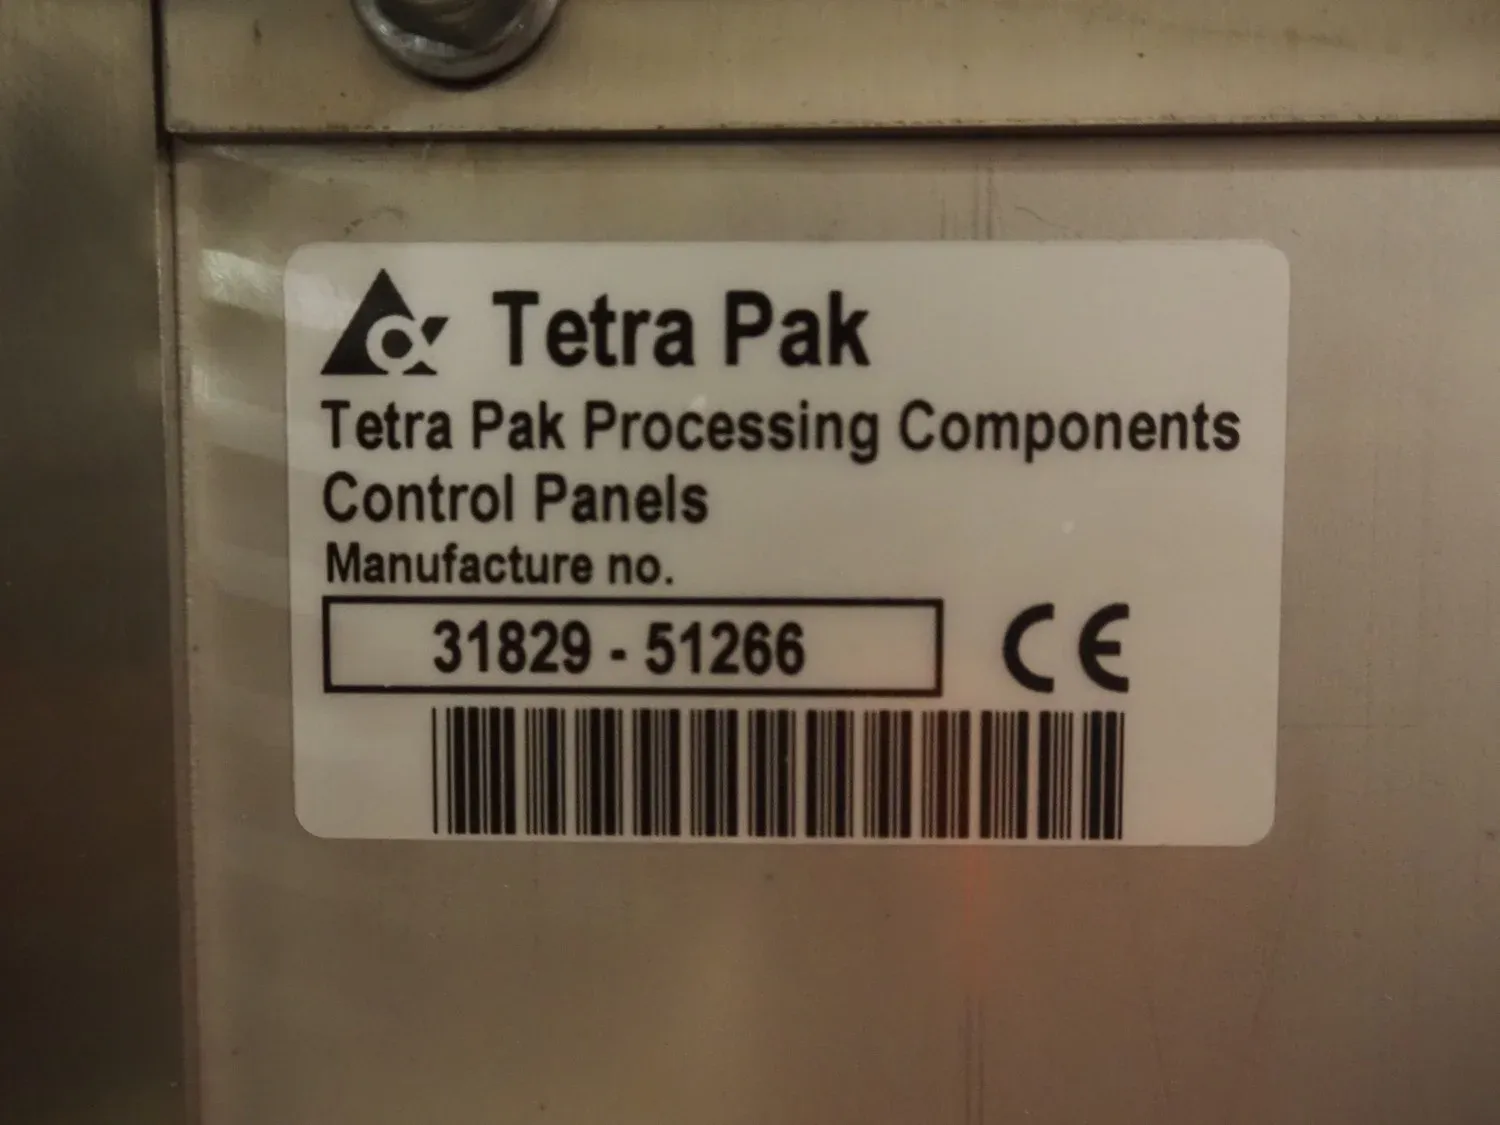 Tetra Pak
Tetra Pak Processing Components
Control Panels
Manufacture no.
31829 - 51266
CE